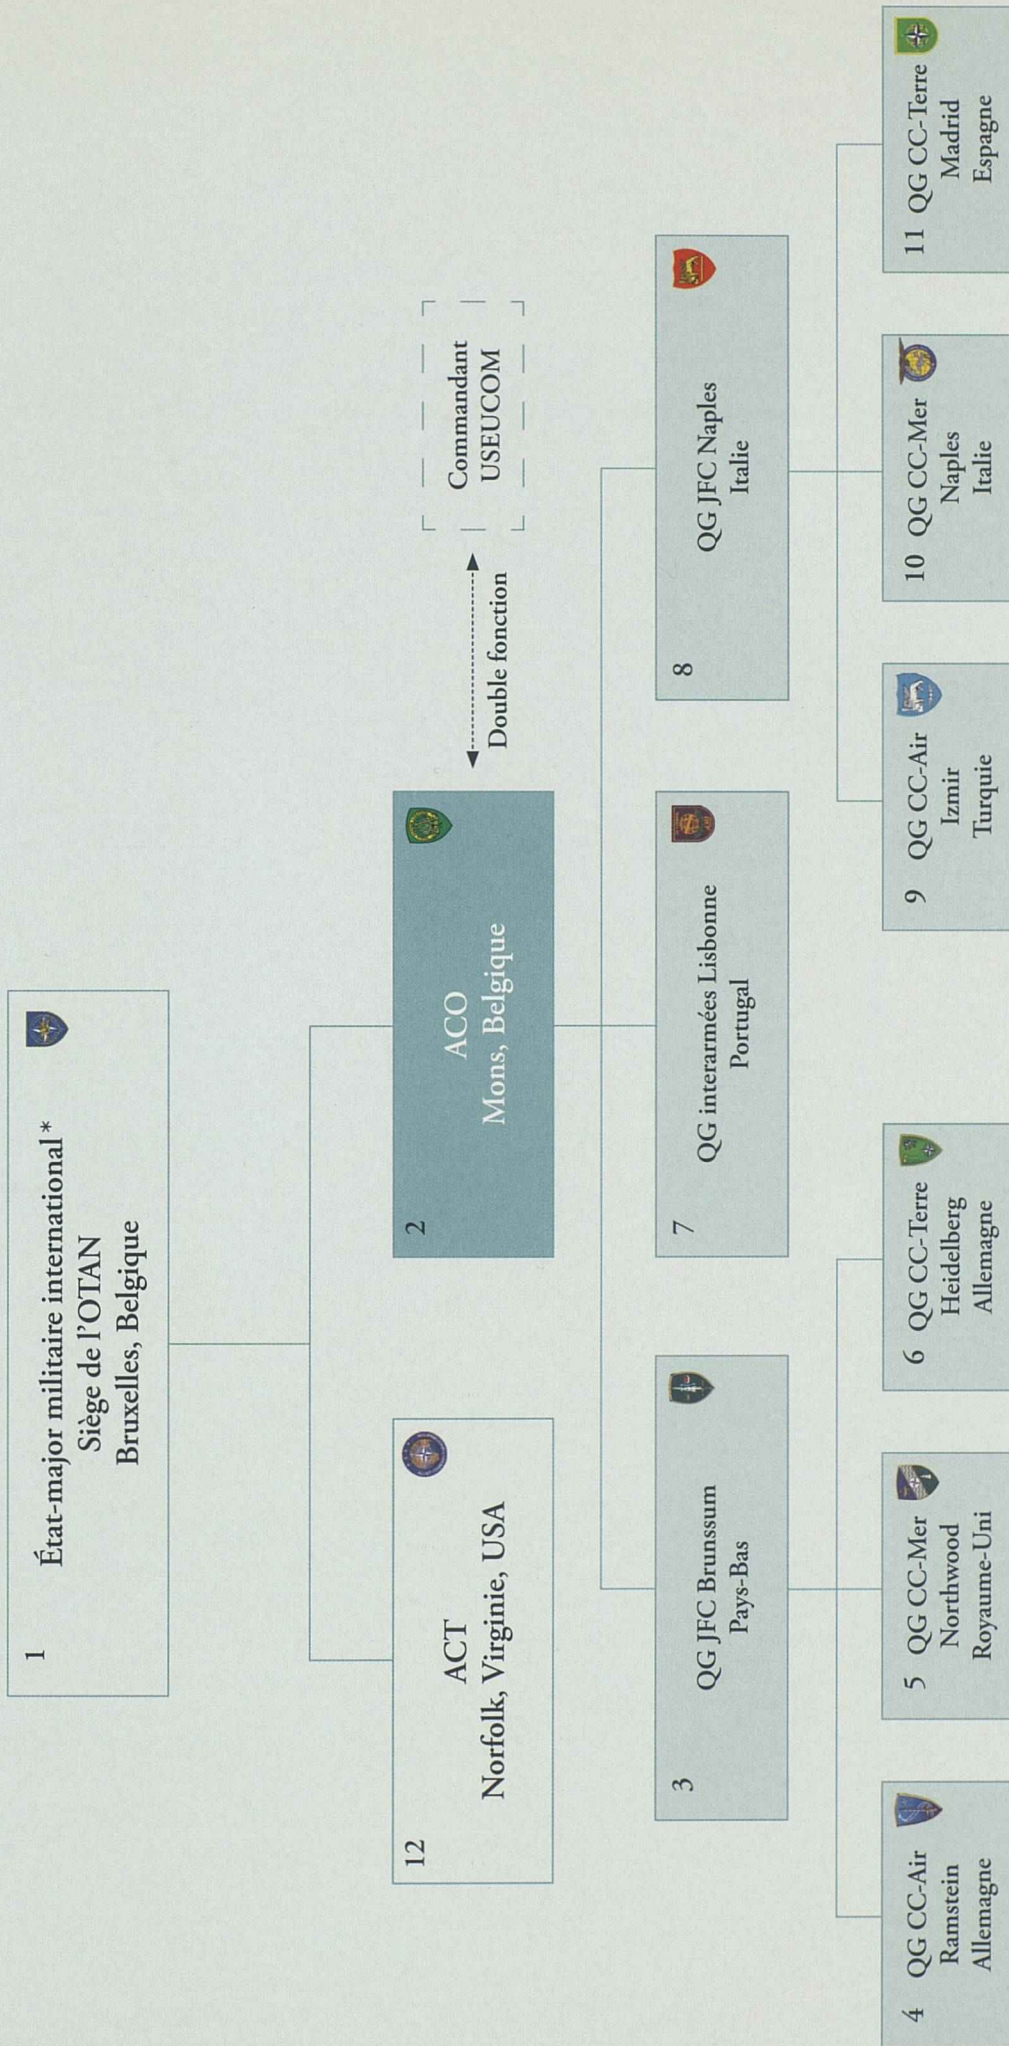 1
État-major militaire international*
Siège de l'OTAN
Bruxelles, Belgique
12
ACT
Norfolk, Virginie, USA
2
ACO
Mons, Belgique
Double fonction
Commandant
USEUCOM
3
QG JFC Brunssum
Pays-Bas
7
QG interarmées Lisbonne
Portugal
8
QG JFC Naples
Italie
4 QG CC-Air
Ramstein
Allemagne
5 QG CC-Mer
Northwood
Royaume-Uni
6 QG CC-Terre
Heidelberg
Allemagne
9 QG CC-Air
Izmir
Turquie
10 QG CC-Mer
Naples
Italie
11 QG CC-Terre
Madrid
Espagne